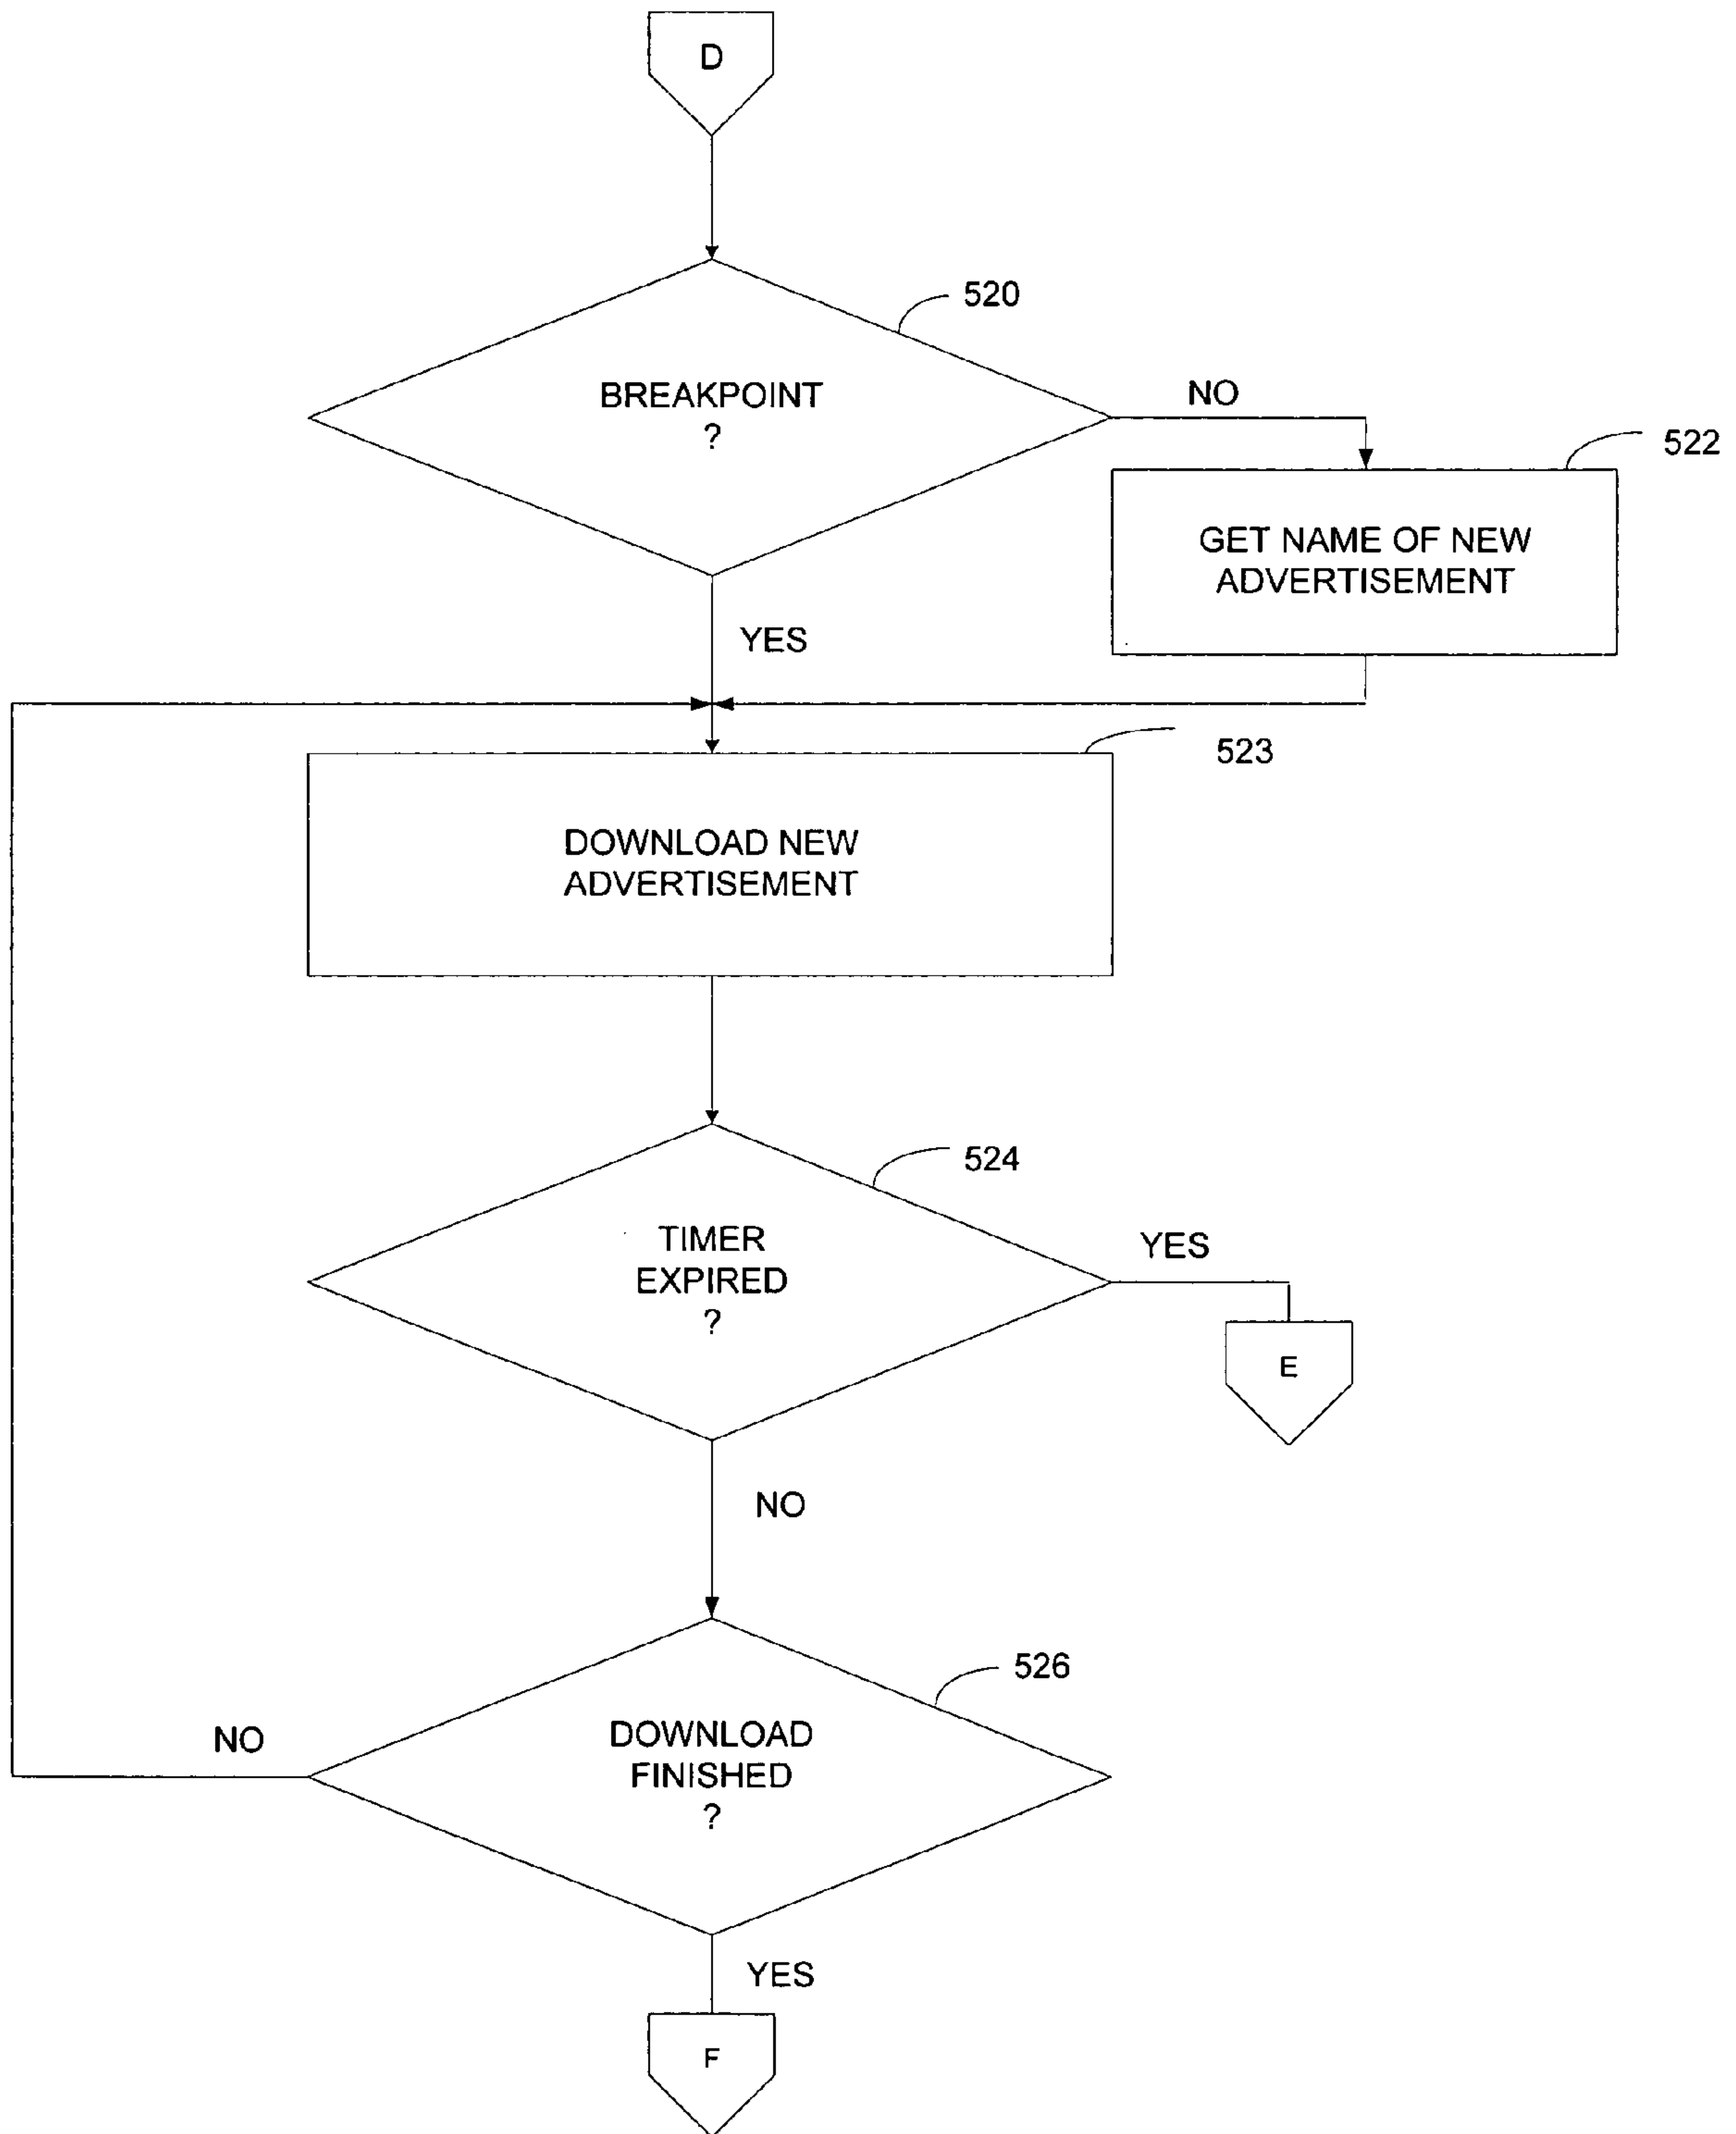 D
520
BREAKPOINT
?
NO
522
GET NAME OF NEW
ADVERTISEMENT
YES
523
DOWNLOAD NEW
ADVERTISEMENT
524
TIMER
EXPIRED
?
YES
E
NO
526
DOWNLOAD
FINISHED
?
NO
YES
F